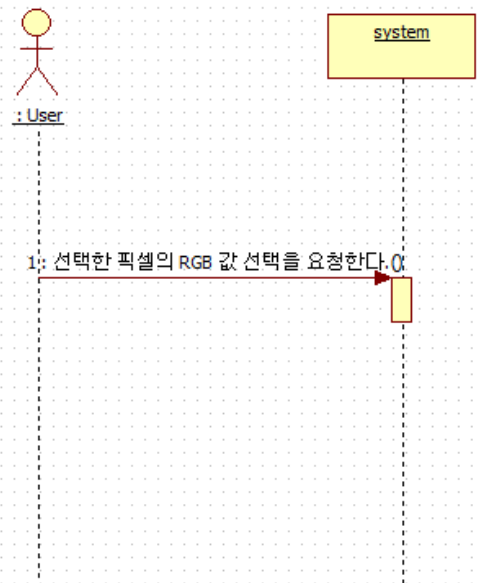 system
: User
1 : 선택한 픽셀의 RGB 값 선택을 요청한다.()